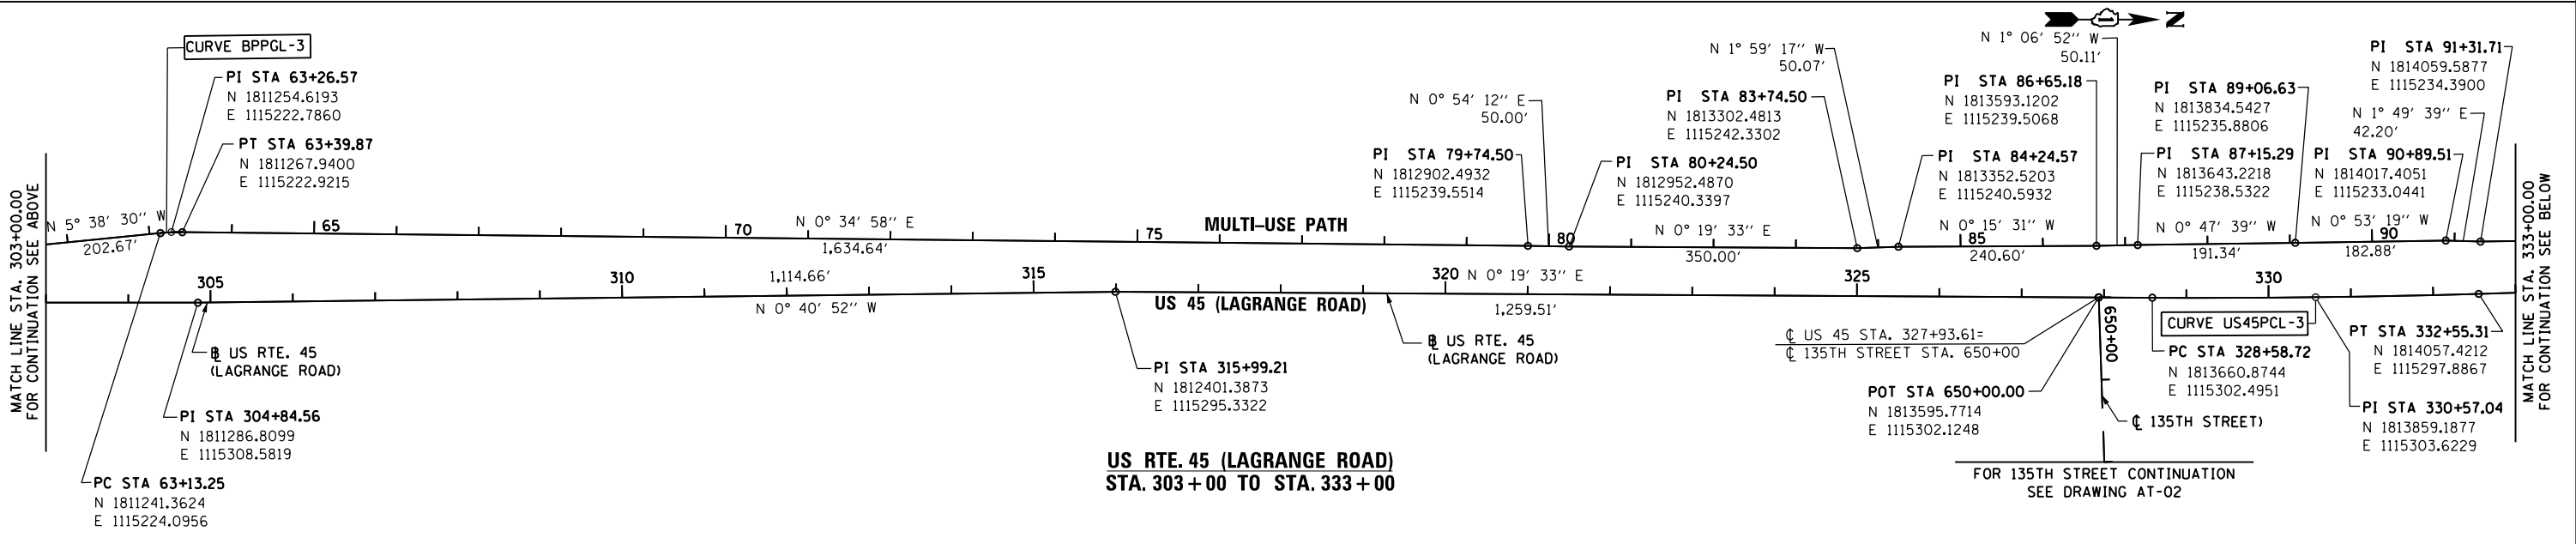 CURVE BPPGL-3
PI STA 63+26.57
N 1811254.6193
E 1115222.7860
PT STA 63+39.87
N 1811267.9400
E 1115222.9215
MATCH LINE STA. 303+00.00
FOR CONTINUATION SEE ABOVE
N 5° 38' 30'' W
202.67'
65
70
N 0° 34' 58'' E
1,634.64'
75
MULTI-USE PATH
N 0° 54' 12'' E
50.00'
PI STA 79+74.50
N 1812902.4932
E 1115239.5514
PI STA 80+24.50
N 1812952.4870
E 1115240.3397
80
N 1° 59' 17'' W
50.07'
PI STA 83+74.50
N 1813302.4813
E 1115242.3302
N 0° 19' 33'' E
350.00'
N 1° 06' 52'' W
50.11'
N
PI STA 86+65.18
N 1813593.1202
E 1115239.5068
PI STA 84+24.57
N 1813352.5203
E 1115240.5932
85
N 0° 15' 31'' W
240.60'
PI STA 89+06.63
N 1813834.5427
E 1115235.8806
PI STA 87+15.29
N 1813643.2218
E 1115238.5322
N 0° 47' 39'' W
191.34'
PI STA 91+31.71
N 1814059.5877
E 1115234.3900
N 1° 49' 39'' E
42.20'
PI STA 90+89.51
N 1814017.4051
E 1115233.0441
N 0° 53' 19'' W
90
182.88'
MATCH LINE STA. 333+00.00
FOR CONTINUATION SEE BELOW
305
310
1,114.66'
N 0° 40' 52'' W
315
US 45 (LAGRANGE ROAD)
320
N 0° 19' 33'' E
1,259.51'
325
330
℄ US RTE. 45
(LAGRANGE ROAD)
PI STA 304+84.56
N 1811286.8099
E 1115308.5819
PC STA 63+13.25
N 1811241.3624
E 1115224.0956
PI STA 315+99.21
N 1812401.3873
E 1115295.3322
℄ US RTE. 45
(LAGRANGE ROAD)
℄ US 45 STA. 327+93.61=
℄ 135TH STREET STA. 650+00
POT STA 650+00.00
N 1813595.7714
E 1115302.1248
650+00
℄ 135TH STREET)
CURVE US45PCL-3
PC STA 328+58.72
N 1813660.8744
E 1115302.4951
PT STA 332+55.31
N 1814057.4212
E 1115297.8867
PI STA 330+57.04
N 1813859.1877
E 1115303.6229
FOR 135TH STREET CONTINUATION
SEE DRAWING AT-02
US RTE. 45 (LAGRANGE ROAD)
STA. 303+00 TO STA. 333+00